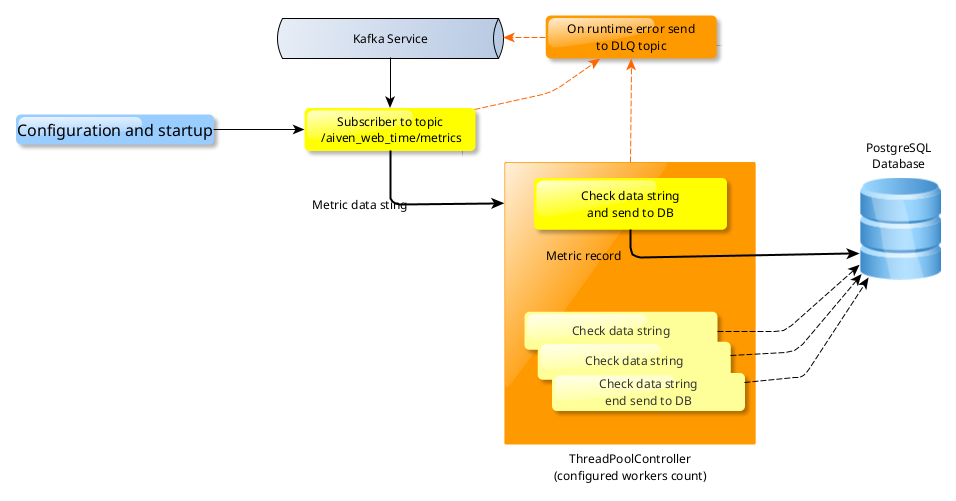 Kafka Service
On runtime error send
to DLQ topic
Configuration and startup
Subscriber to topic
/aiven_web_time/metrics
PostgreSQL
Database
Metric data sting
Check data string
and send to DB
Metric record
Check data string
Check data string
Check data string
end send to DB
ThreadPoolController
(configured workers count)